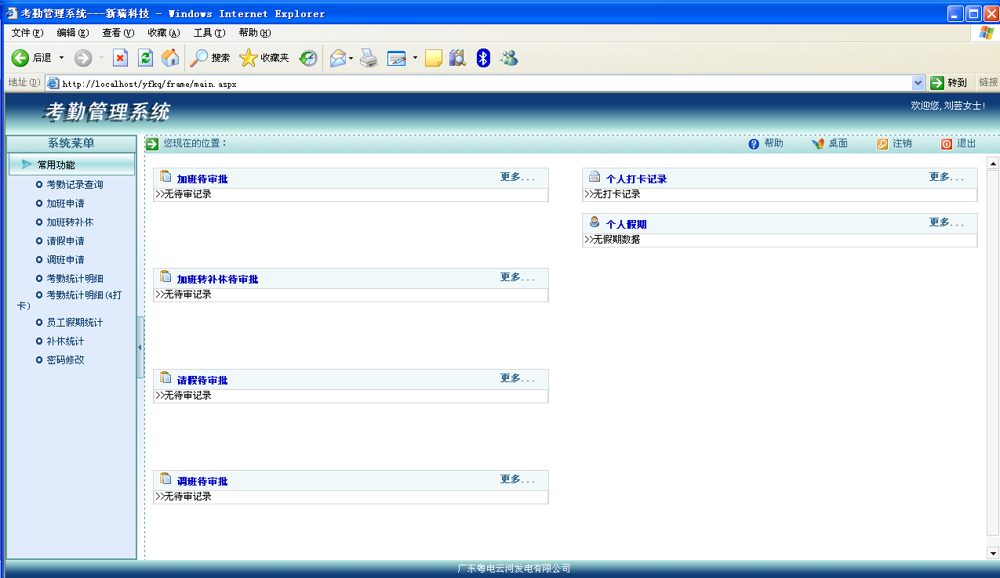 考勤管理系统---新瑞科技 - Windows Internet Explorer
文件(F) 编辑(E) 查看(V) 收藏(A) 工具(T) 帮助(H)
后退 搜索 收藏夹
地址(D) http://localhost/yfkq/frame/main.aspx 转到 链接
考勤管理系统
欢迎您,刘芸女士!
系统菜单
您现在的位置：
帮助 桌面 注销 退出
常用功能
考勤记录查询
加班申请
加班转补休
请假申请
调班申请
考勤统计明细
考勤统计明细(4打
卡)
员工假期统计
补休统计
密码修改
加班待审批 更多...
>>无待审记录
加班转补休待审批 更多...
>>无待审记录
请假待审批 更多...
>>无待审记录
调班待审批 更多...
>>无待审记录
个人打卡记录 更多...
>>无打卡记录
个人假期 更多...
>>无假期数据
广东粤电云河发电有限公司